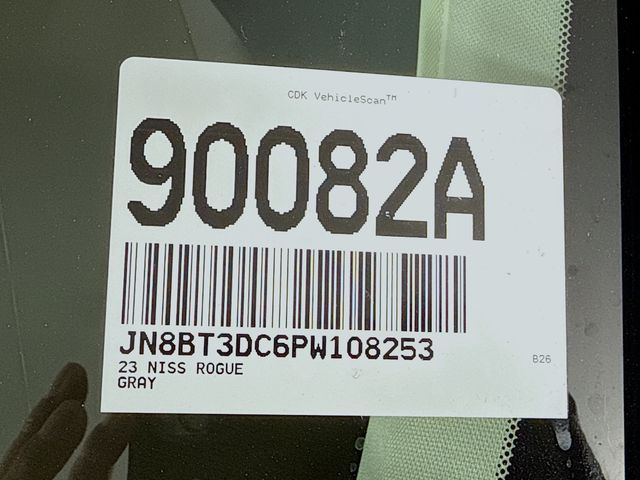 CDK VehicleScan™
90082A
JN8BT3DC6PW108253
23 NISS ROGUE
GRAY
B26